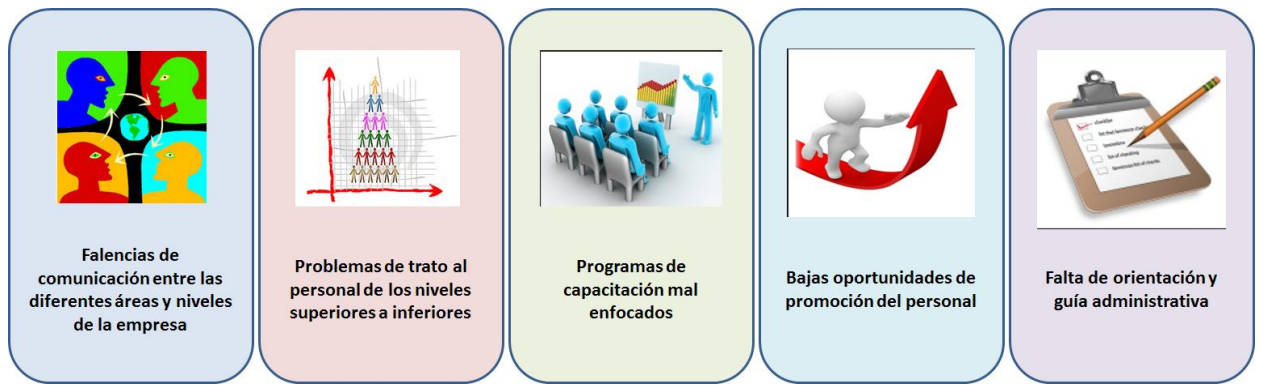 Falencias de
comunicación entre las
diferentes áreas y niveles
de la empresa
Problemas de trato al
personal de los niveles
superiores a inferiores
Programas de
capacitación mal
enfocados
Bajas oportunidades de
promoción del personal
checklist
Falta de orientación y
guía administrativa